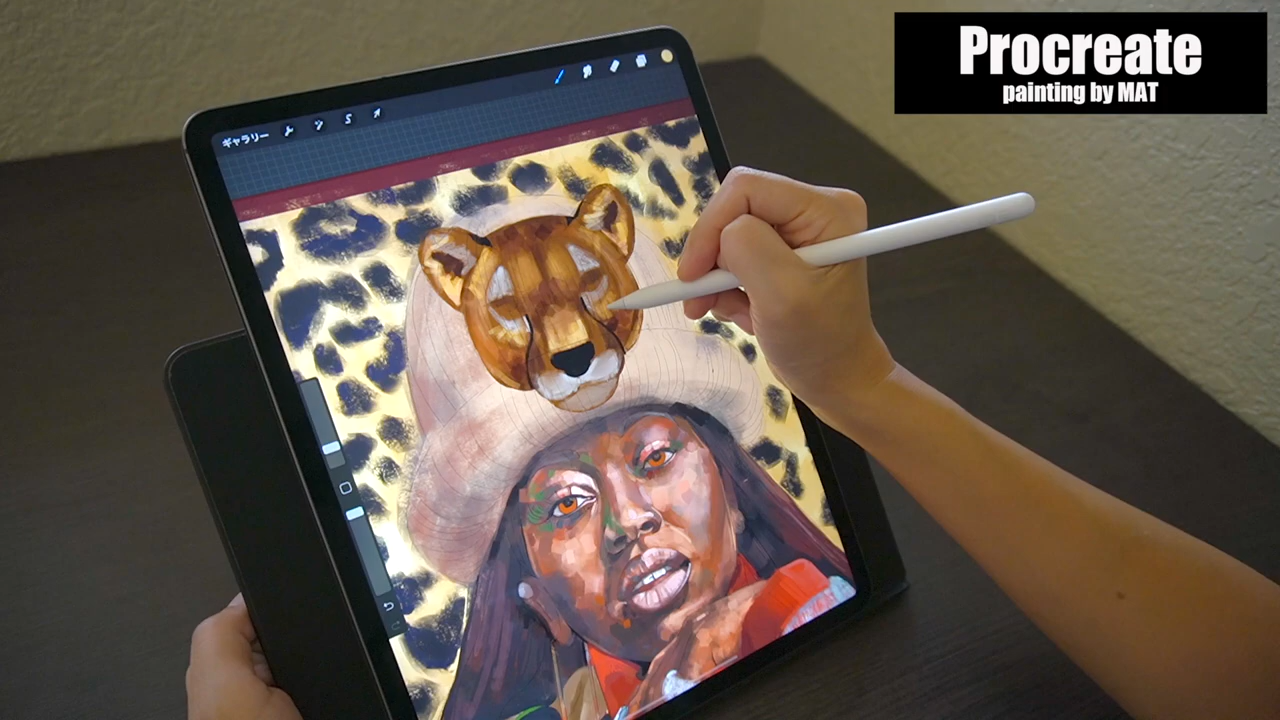 Procreate
painting by MAT
ギャラリー